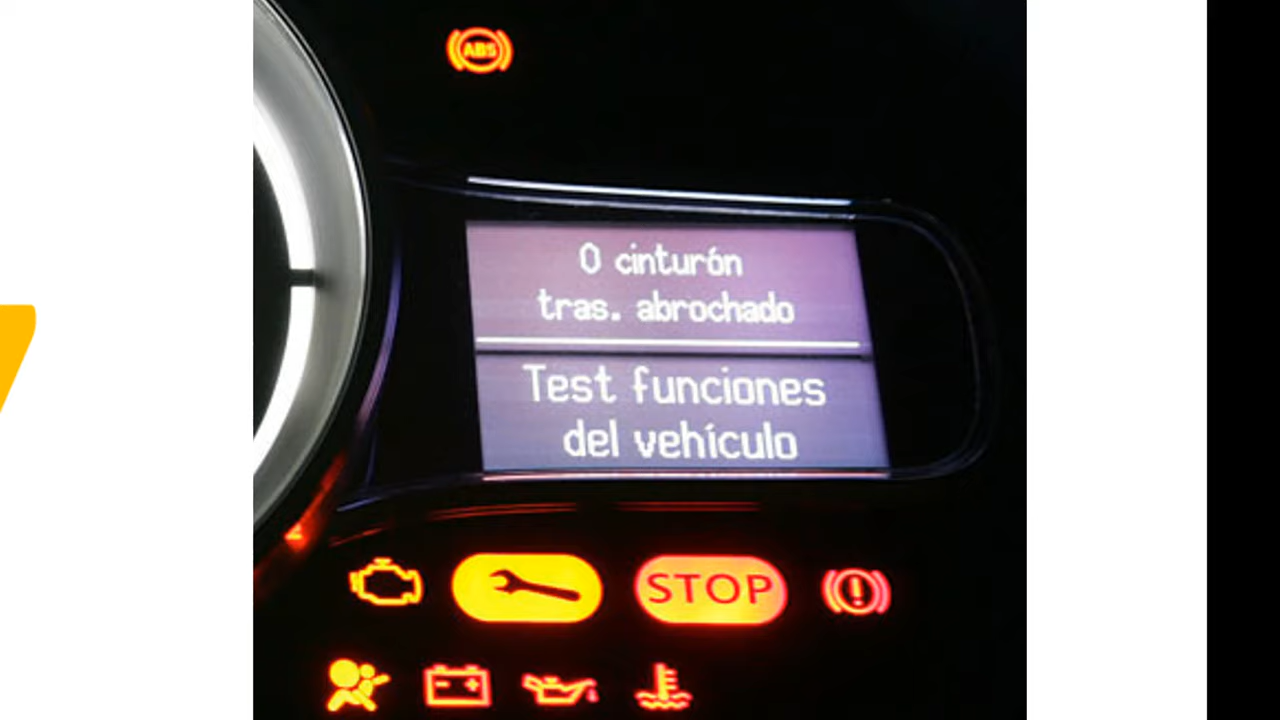 ABS
0 cinturón
tras. abrochado
Test funciones
del vehículo
STOP